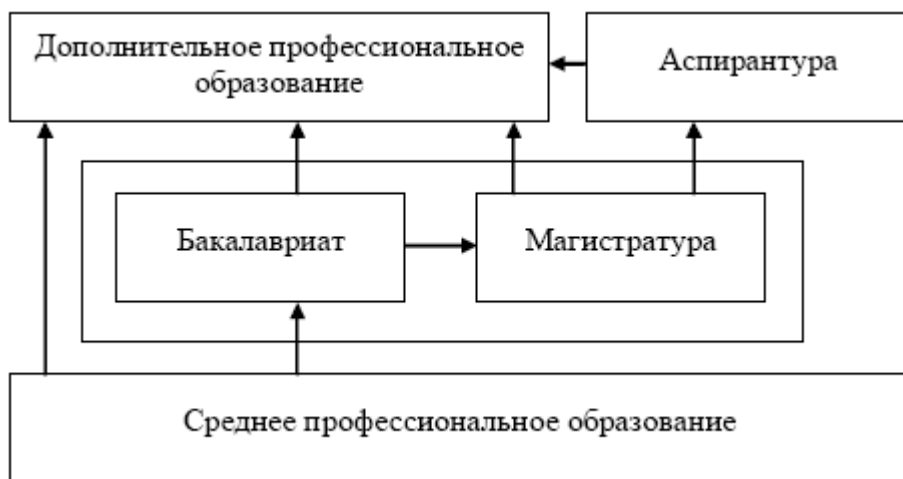 Дополнительное профессиональное
образование
Аспирантура
Бакалавриат
Магистратура
Среднее профессиональное образование